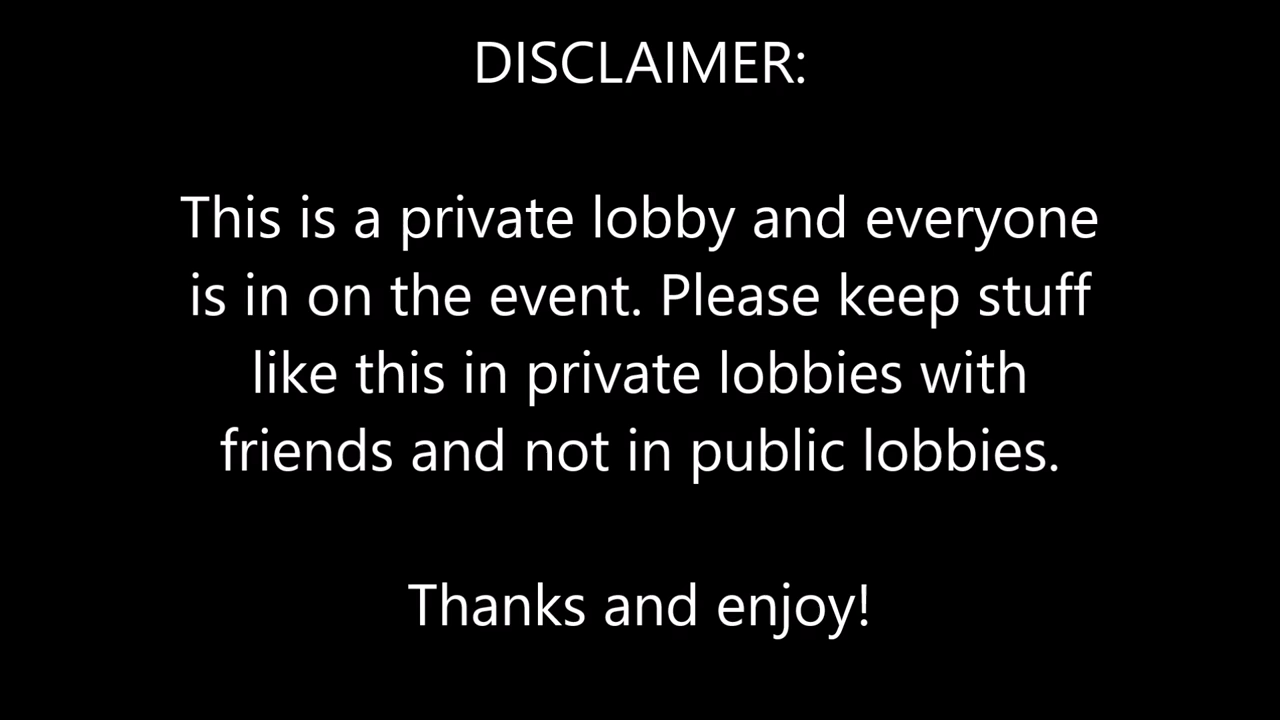 DISCLAIMER:
This is a private lobby and everyone
is in on the event. Please keep stuff
like this in private lobbies with
friends and not in public lobbies.
Thanks and enjoy!